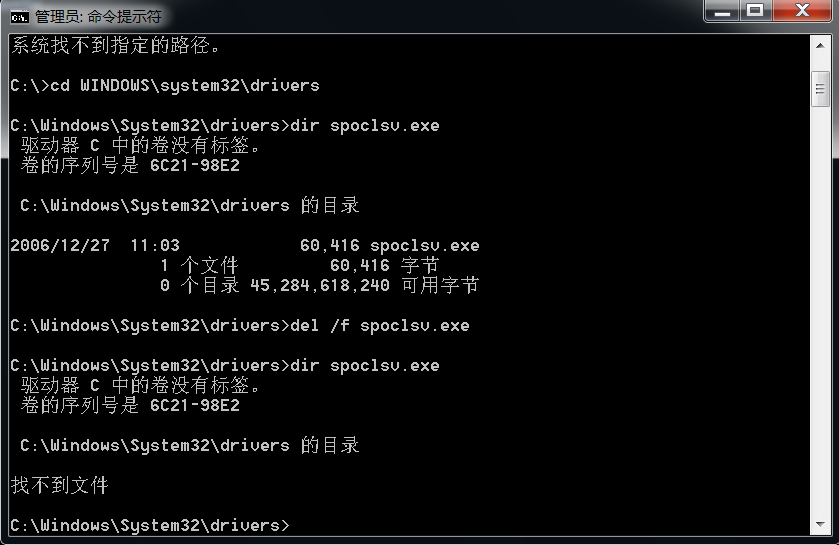 管理员: 命令提示符
系统找不到指定的路径。
C:\>cd WINDOWS\system32\drivers
C:\Windows\System32\drivers>dir spoclsv.exe
驱动器 C 中的卷没有标签。
卷的序列号是 6C21-98E2
C:\Windows\System32\drivers 的目录
2006/12/27  11:03            60,416 spoclsv.exe
1 个文件         60,416 字节
0 个目录 45,284,618,240 可用字节
C:\Windows\System32\drivers>del /f spoclsv.exe
C:\Windows\System32\drivers>dir spoclsv.exe
驱动器 C 中的卷没有标签。
卷的序列号是 6C21-98E2
C:\Windows\System32\drivers 的目录
找不到文件
C:\Windows\System32\drivers>